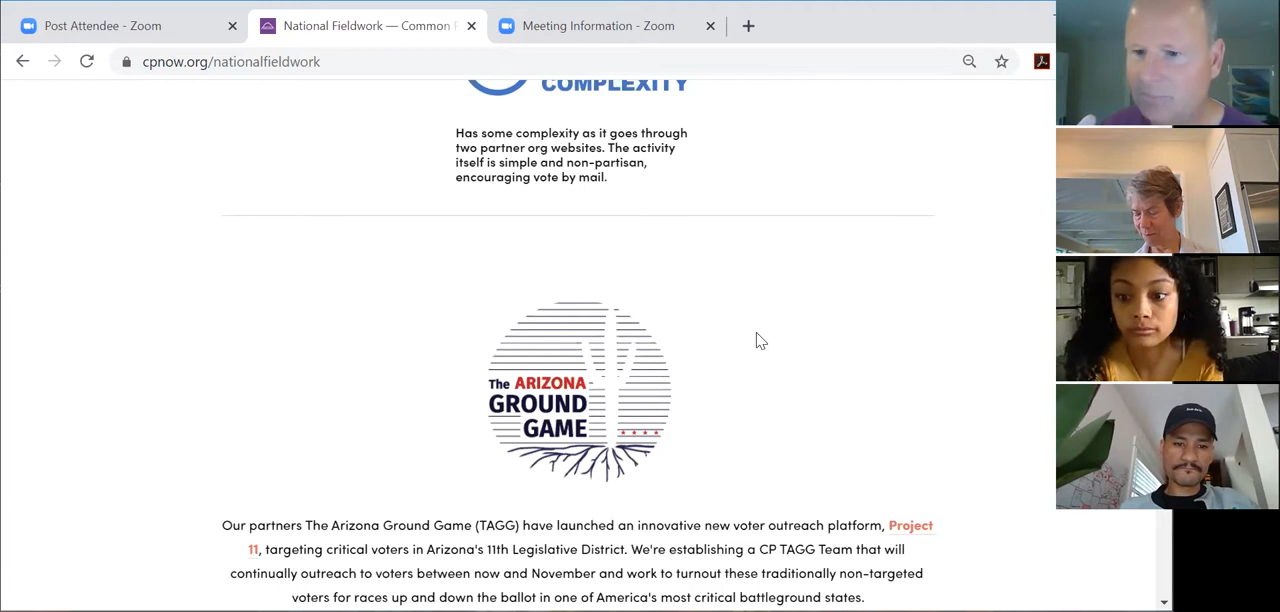 Post Attendee - Zoom
National Fieldwork — Common
Meeting Information - Zoom
cpnow.org/nationalfieldwork
COMPLEXITY
Has some complexity as it goes through
two partner org websites. The activity
itself is simple and non-partisan,
encouraging vote by mail.
The ARIZONA
GROUND
GAME
Our partners The Arizona Ground Game (TAGG) have launched an innovative new voter outreach platform, Project
11, targeting critical voters in Arizona's 11th Legislative District. We're establishing a CP TAGG Team that will
continually outreach to voters between now and November and work to turnout these traditionally non-targeted
voters for races up and down the ballot in one of America's most critical battleground states.